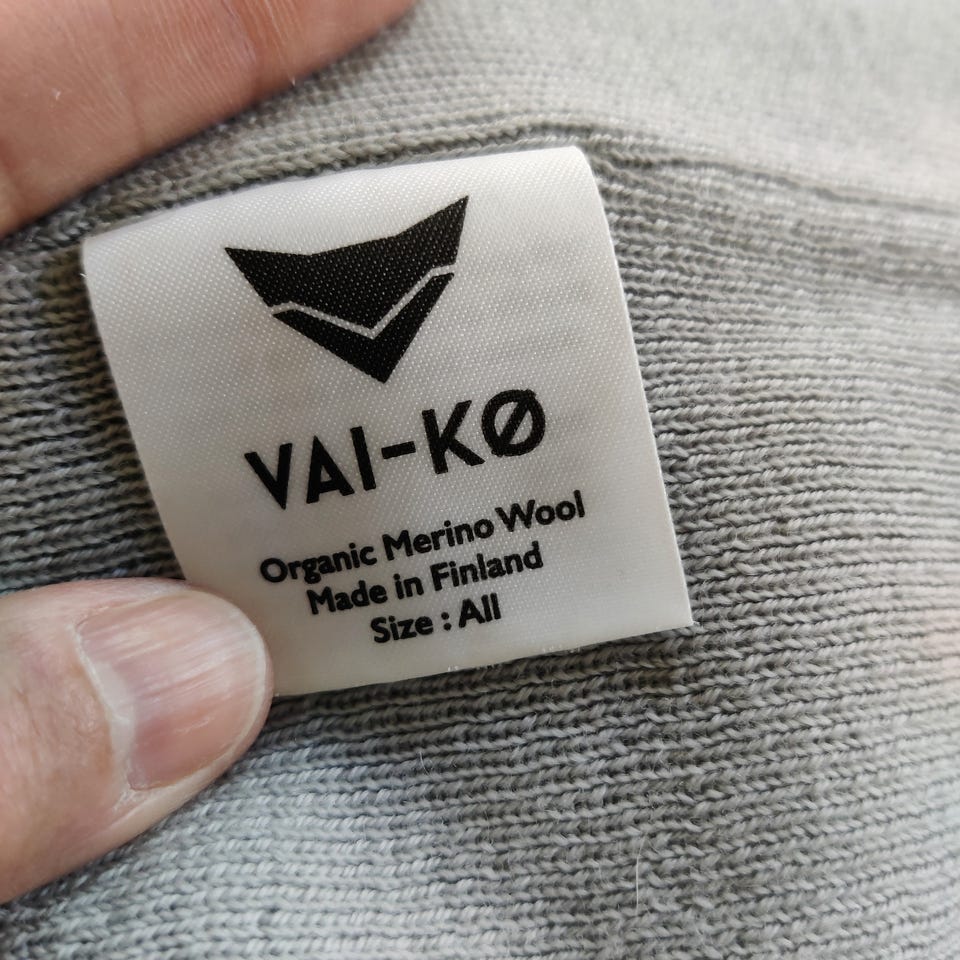 VAI-KØ
Organic Merino Wool
Made in Finland
Size : All